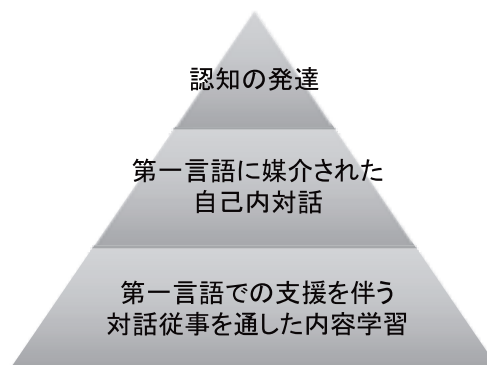 認知の発達
第一言語に媒介された
自己内対話
第一言語での支援を伴う
対話従事を通した内容学習